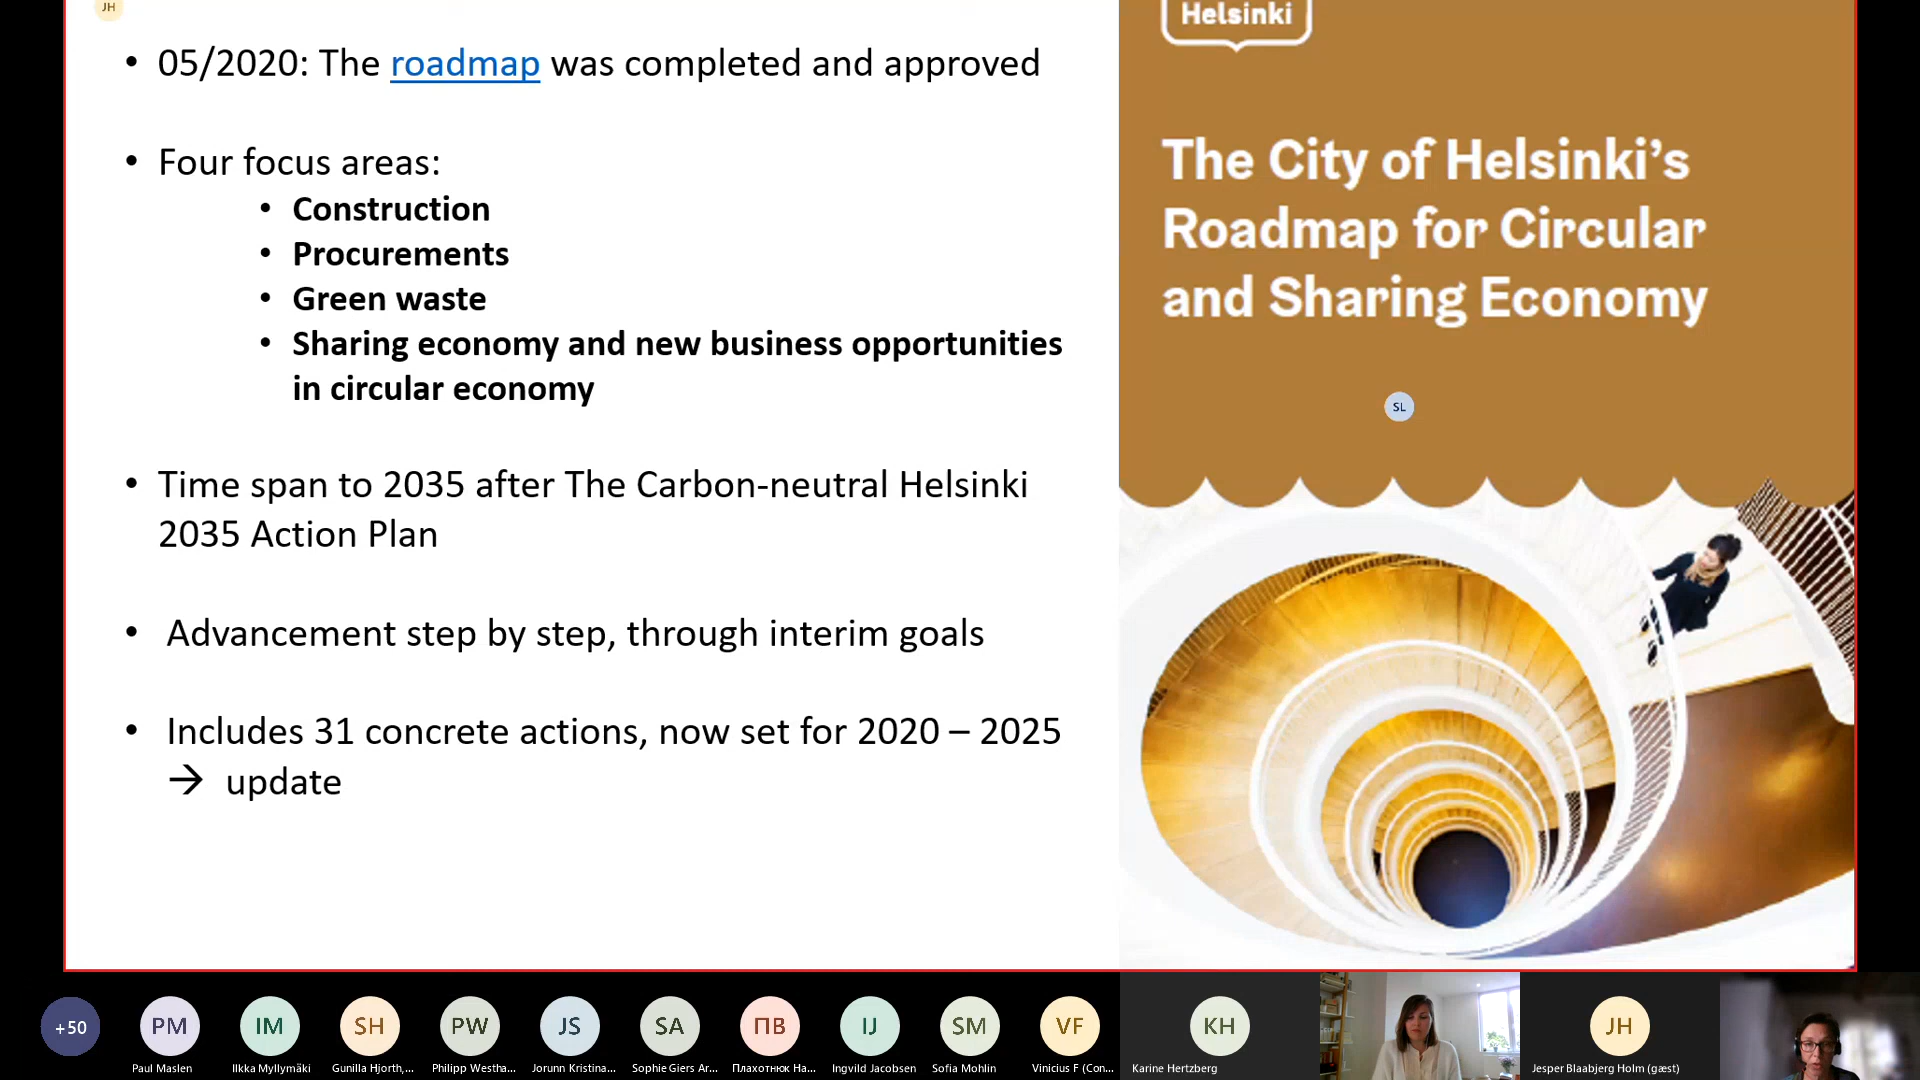 JH
Helsinki
• 05/2020: The roadmap was completed and approved
• Four focus areas:
• Construction
• Procurements
• Green waste
• Sharing economy and new business opportunities
in circular economy
• Time span to 2035 after The Carbon-neutral Helsinki
2035 Action Plan
• Advancement step by step, through interim goals
• Includes 31 concrete actions, now set for 2020 – 2025
→ update
The City of Helsinki’s
Roadmap for Circular
and Sharing Economy
SL
+50
PM
IM
SH
PW
JS
SA
ПВ
IJ
SM
VF
KH
JH
Paul Maslen
Ilkka Myllymäki
Gunilla Hjorth,...
Philipp Westha...
Jorunn Kristina...
Sophie Giers Ar...
Плахотнюк На...
Ingvild Jacobsen
Sofia Mohlin
Vinicius F (Con...
Karine Hertzberg
Jesper Blaabjerg Holm (gæst)